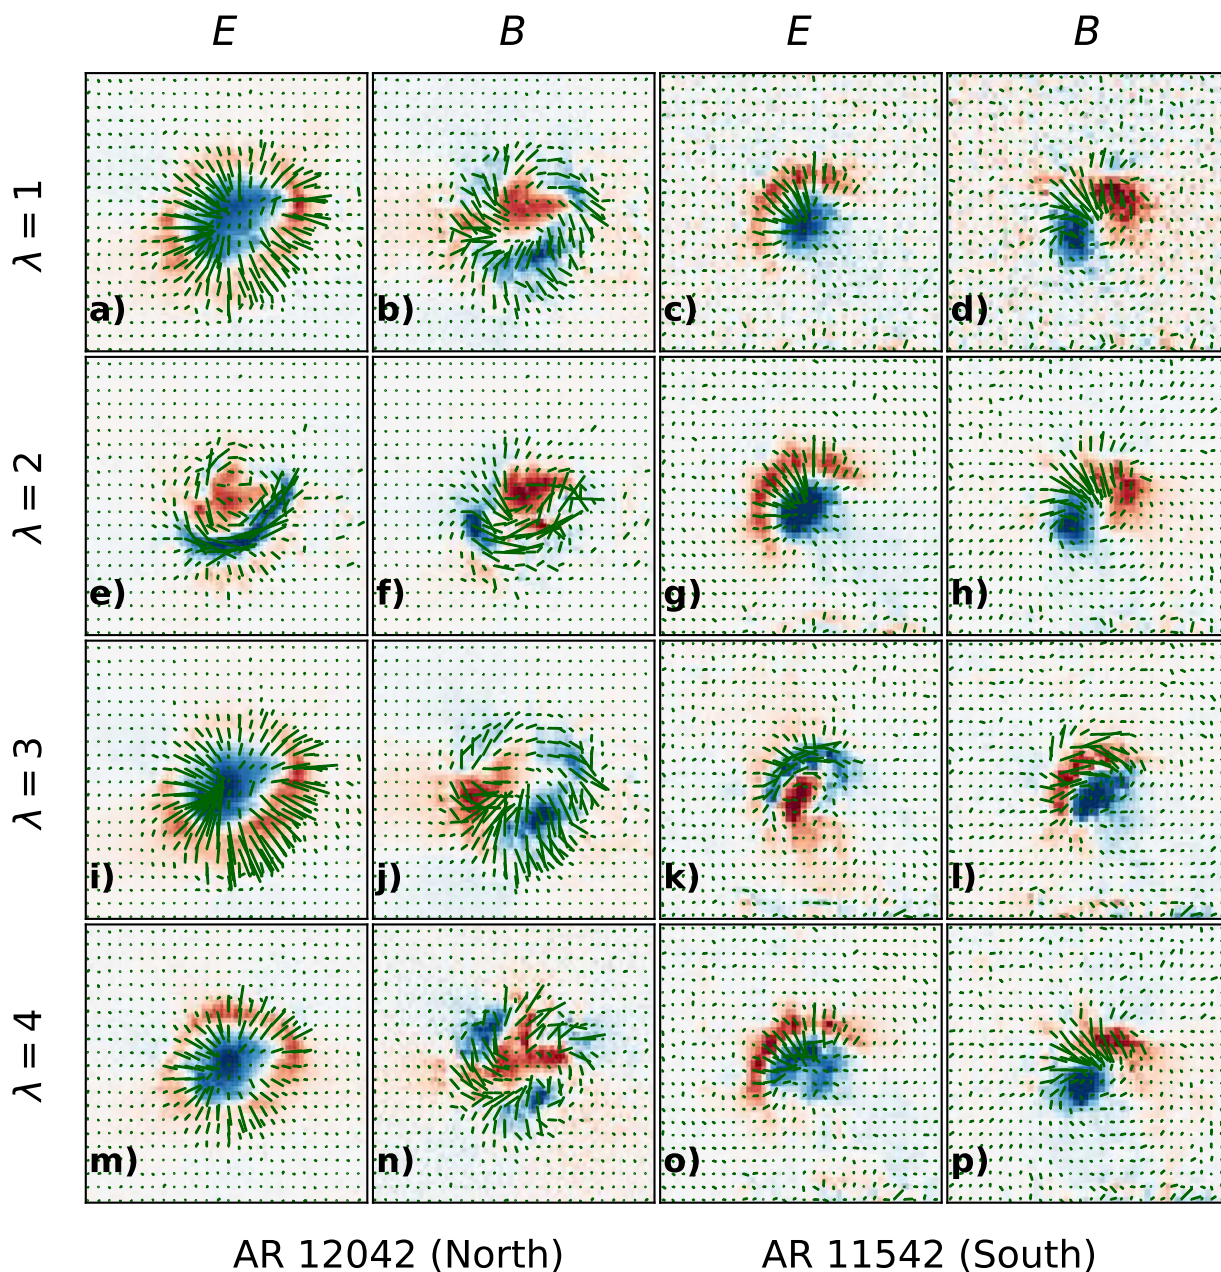 E B E B
λ = 1
a) b) c) d)
λ = 2
e) f) g) h)
λ = 3
i) j) k) l)
λ = 4
m) n) o) p)
AR 12042 (North) AR 11542 (South)